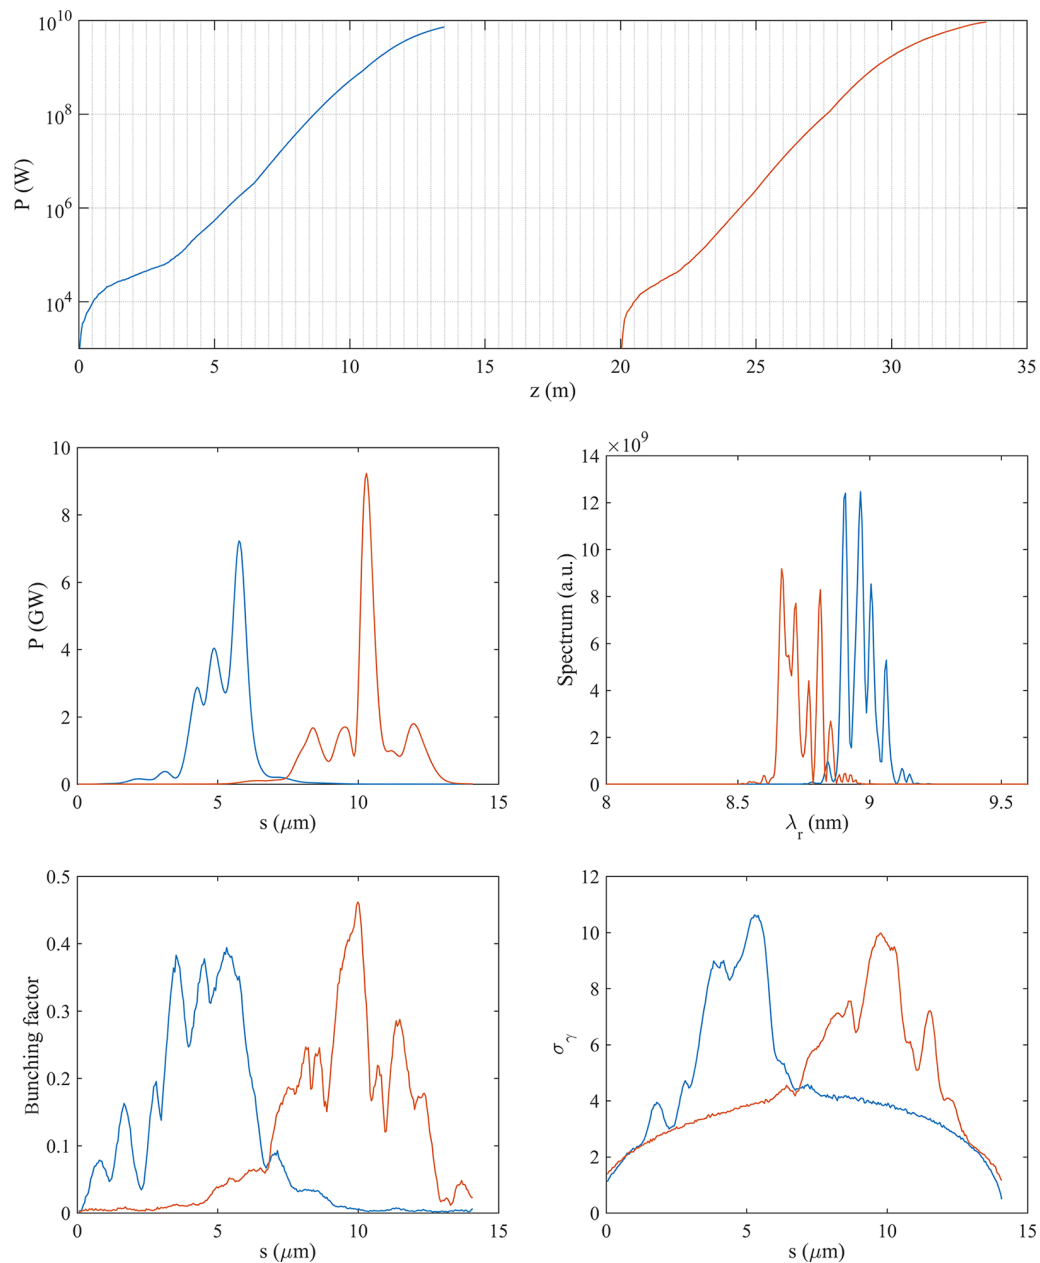 10^10
10^8
10^6
10^4
P (W)
0 5 10 15 20 25 30 35
z (m)
10
8
6
4
2
0
P (GW)
0 5 10 15
s (μm)
×10^9
14
12
10
8
6
4
2
0
Spectrum (a.u.)
8 8.5 9 9.5
λ_r (nm)
0.5
0.4
0.3
0.2
0.1
0
Bunching factor
0 5 10 15
s (μm)
12
10
8
6
4
2
0
σ_γ
0 5 10 15
s (μm)